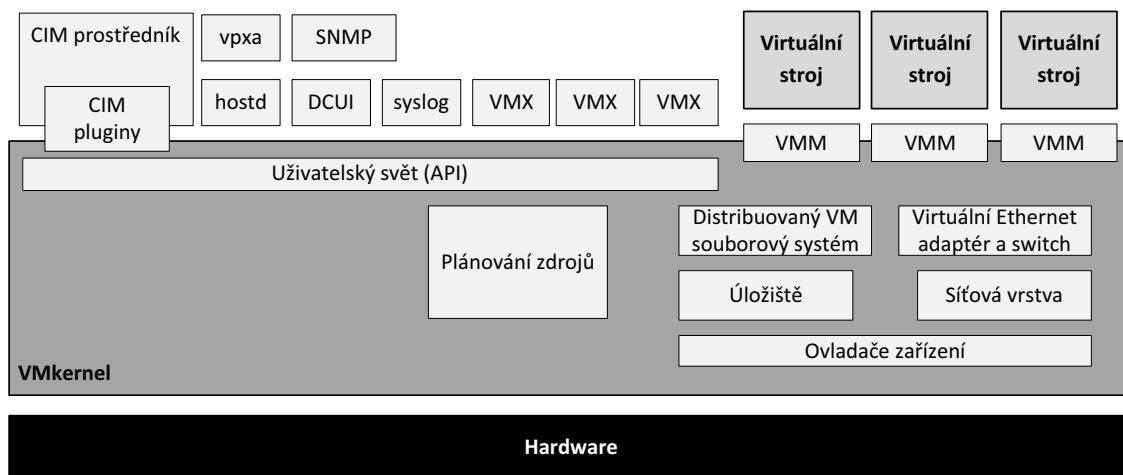 CIM prostředník
vpxa
SNMP
Virtuální
stroj
Virtuální
stroj
Virtuální
stroj
CIM
pluginy
hostd
DCUI
syslog
VMX
VMX
VMX
VMM
VMM
VMM
Uživatelský svět (API)
Plánování zdrojů
Distribuovaný VM
souborový systém
Virtuální Ethernet
adaptér a switch
Úložiště
Síťová vrstva
Ovladače zařízení
VMkernel
Hardware